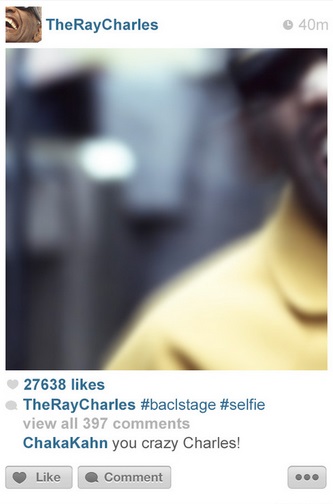 TheRayCharles
40m
27638 likes
TheRayCharles #baclstage #selfie
view all 397 comments
ChakaKahn you crazy Charles!
Like
Comment